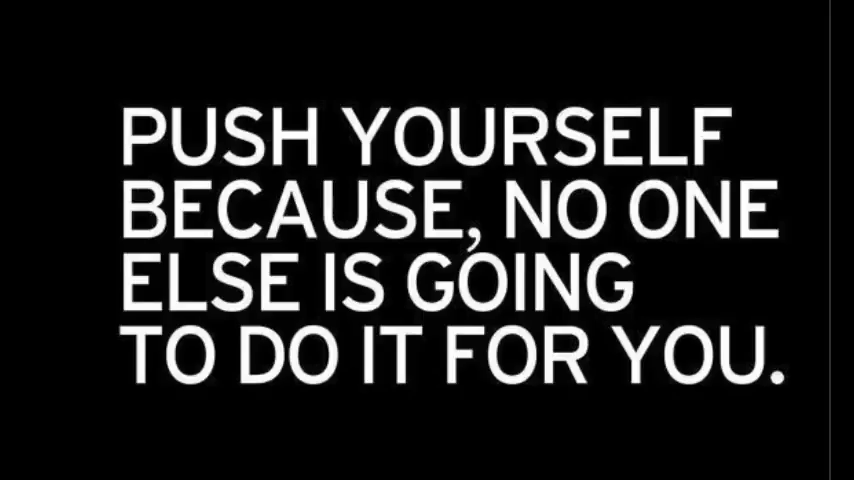 PUSH YOURSELF
BECAUSE, NO ONE
ELSE IS GOING
TO DO IT FOR YOU.